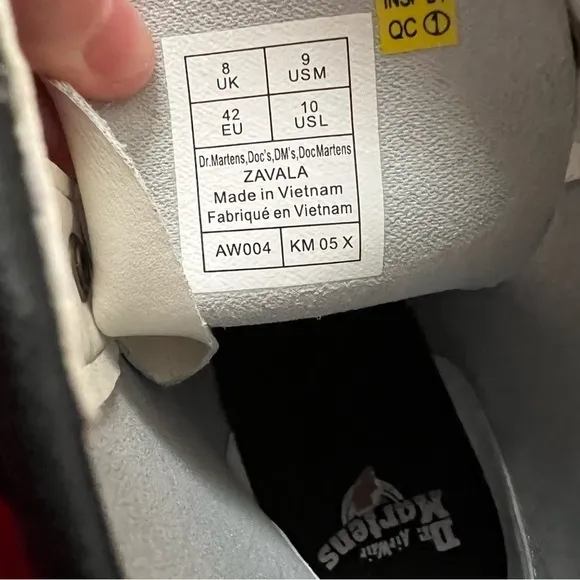 QC 1
8 9
UK USM
42 10
EU USL
Dr.Martens,Doc's,DM's,DocMartens
ZAVALA
Made in Vietnam
Fabriqué en Vietnam
AW004 KM 05 X
Dr.
AirWair
Martens